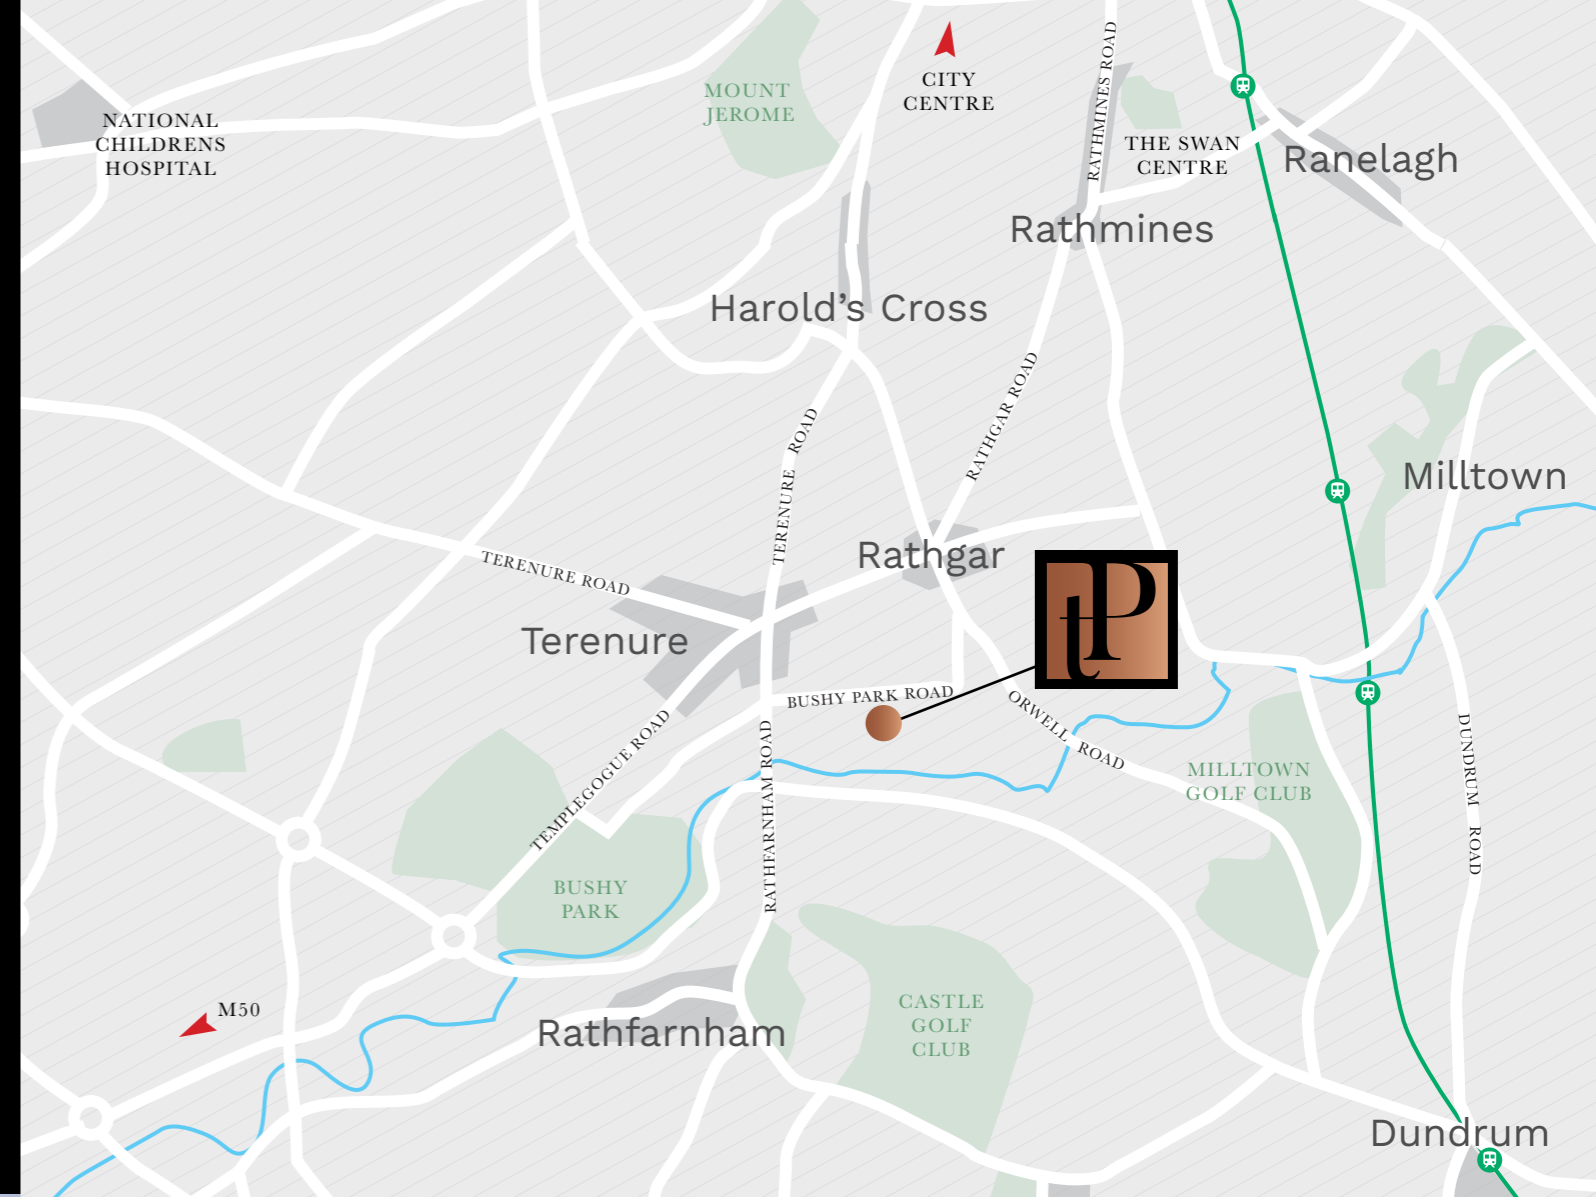 CITY
CENTRE
RATHMINES ROAD
MOUNT
JEROME
NATIONAL
CHILDRENS
HOSPITAL
THE SWAN
CENTRE
Ranelagh
Rathmines
Harold's Cross
RATHGAR ROAD
TERENURE ROAD
Milltown
Rathgar
TERENURE ROAD
tP
Terenure
BUSHY PARK ROAD
ORWELL ROAD
TEMPLEGOGUE ROAD
RATHFARNHAM ROAD
MILLTOWN
GOLF CLUB
DUNDRUM ROAD
BUSHY
PARK
M50
CASTLE
GOLF
CLUB
Rathfarnham
Dundrum